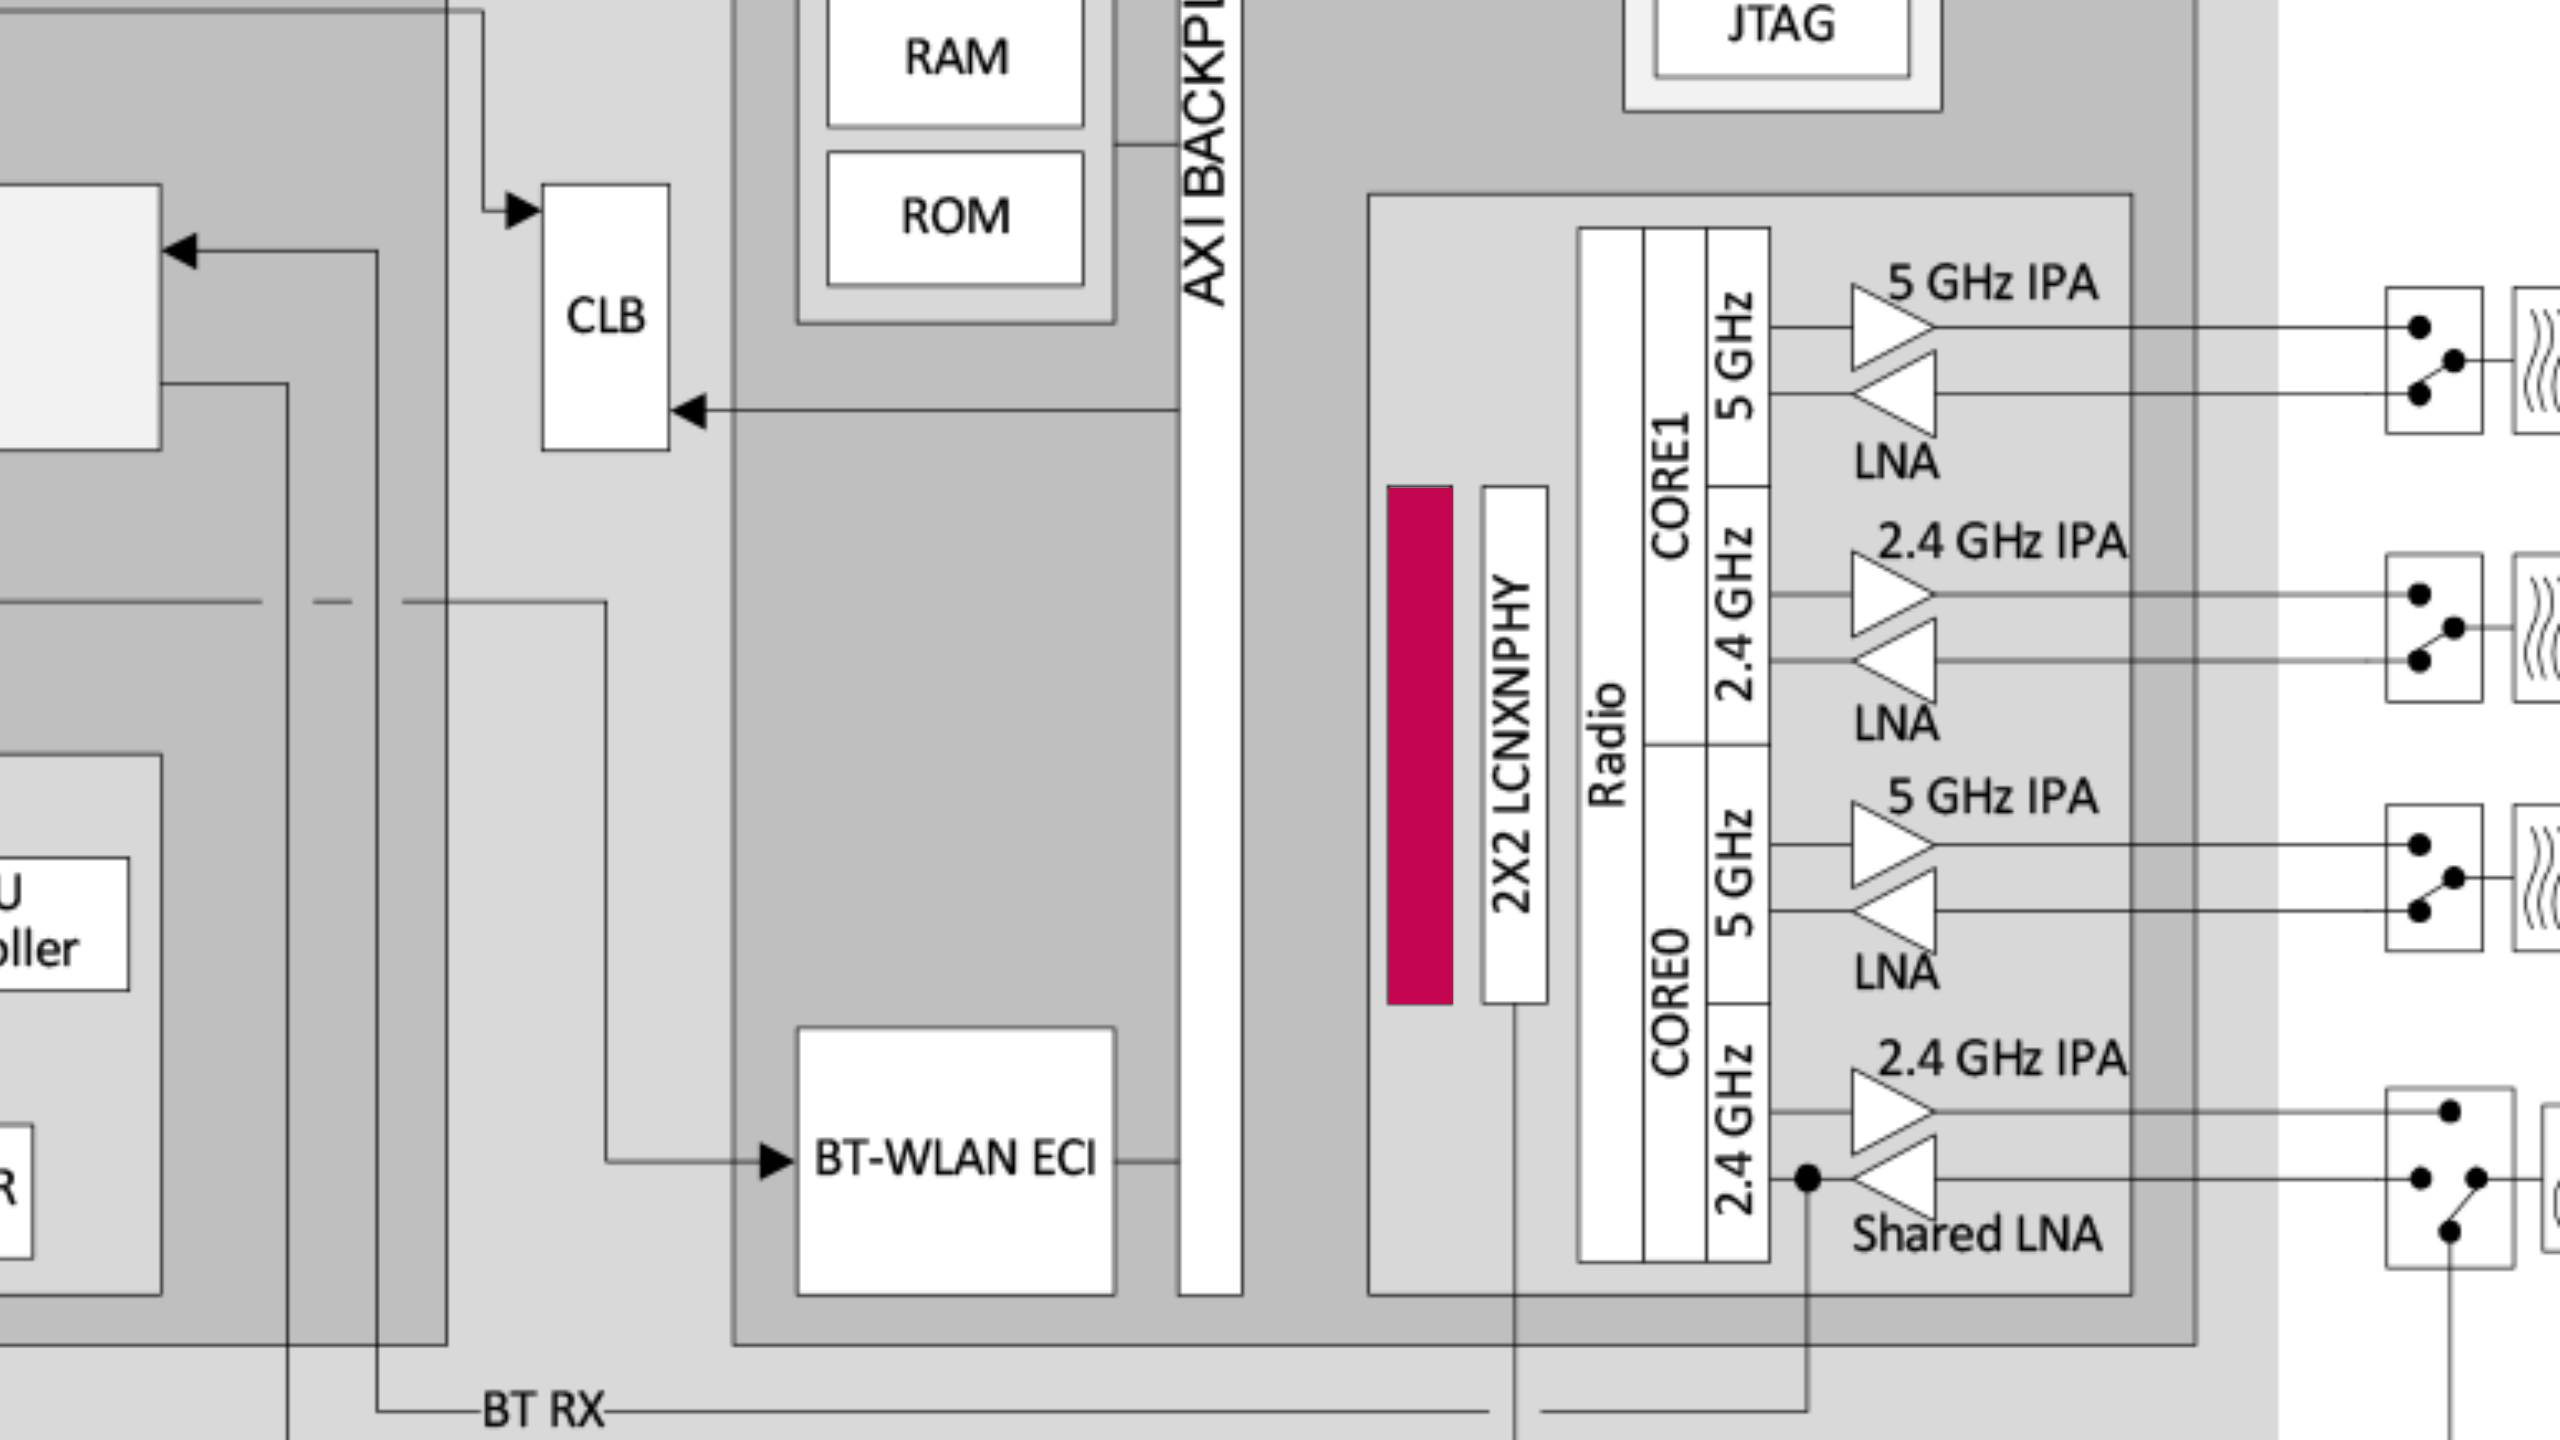 RAM
JTAG
ROM
AXI BACKPL
CLB
5 GHz IPA
5 GHz
LNA
CORE1
2.4 GHz IPA
2.4 GHz
LNA
2X2 LCNXNPHY
Radio
5 GHz IPA
5 GHz
LNA
CORE0
2.4 GHz IPA
2.4 GHz
Shared LNA
U
oller
R
BT-WLAN ECI
BT RX